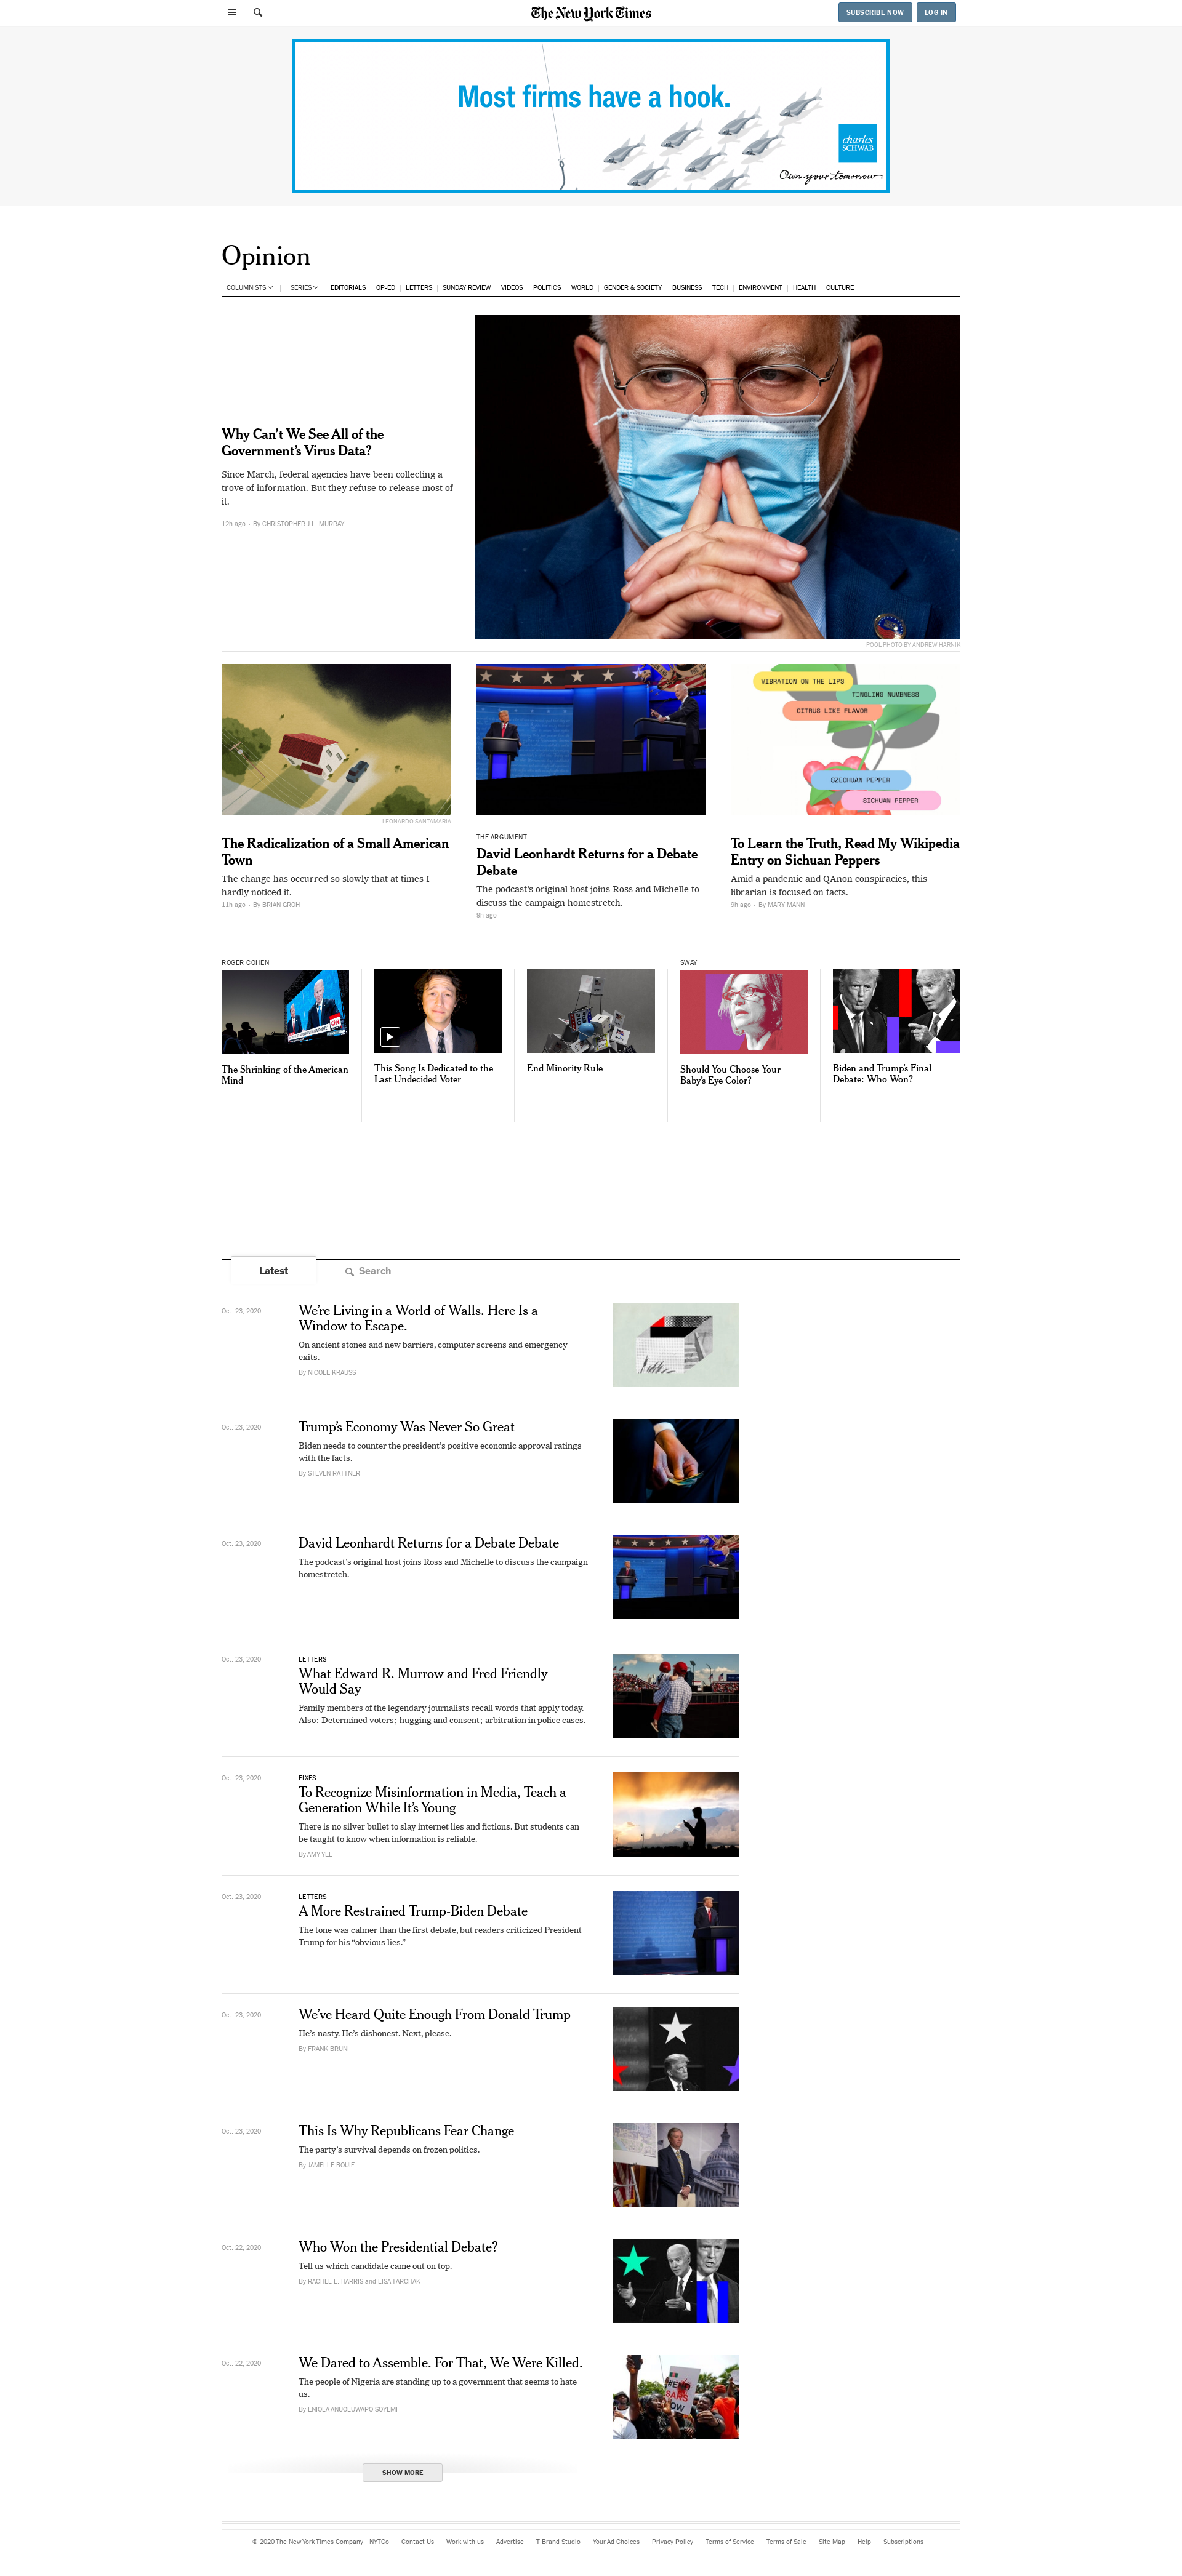 The New York Times
SUBSCRIBE NOW
LOG IN
Most firms have a hook.
charles
SCHWAB
Own your tomorrow
Opinion
COLUMNISTS
SERIES
EDITORIALS
OP-ED
LETTERS
SUNDAY REVIEW
VIDEOS
POLITICS
WORLD
GENDER & SOCIETY
BUSINESS
TECH
ENVIRONMENT
HEALTH
CULTURE
Why Can't We See All of the
Government's Virus Data?
Since March, federal agencies have been collecting a
trove of information. But they refuse to release most of
it.
12h ago • By CHRISTOPHER J.L. MURRAY
POOL PHOTO BY ANDREW HARNIK
LEONARDO SANTAMARIA
The Radicalization of a Small American
Town
The change has occurred so slowly that at times I
hardly noticed it.
11h ago • By BRIAN GROH
THE ARGUMENT
David Leonhardt Returns for a Debate
Debate
The podcast's original host joins Ross and Michelle to
discuss the campaign homestretch.
9h ago
VIBRATION ON THE LIPS
TINGLING NUMBNESS
CITRUS LIKE FLAVOR
SZECHUAN PEPPER
SICHUAN PEPPER
To Learn the Truth, Read My Wikipedia
Entry on Sichuan Peppers
Amid a pandemic and QAnon conspiracies, this
librarian is focused on facts.
9h ago • By MARY MANN
ROGER COHEN
CNN
The Shrinking of the American
Mind
This Song Is Dedicated to the
Last Undecided Voter
End Minority Rule
SWAY
Should You Choose Your
Baby's Eye Color?
Biden and Trump's Final
Debate: Who Won?
Latest
Search
Oct. 23, 2020
We're Living in a World of Walls. Here Is a
Window to Escape.
On ancient stones and new barriers, computer screens and emergency
exits.
By NICOLE KRAUSS
Oct. 23, 2020
Trump's Economy Was Never So Great
Biden needs to counter the president's positive economic approval ratings
with the facts.
By STEVEN RATTNER
Oct. 23, 2020
David Leonhardt Returns for a Debate Debate
The podcast's original host joins Ross and Michelle to discuss the campaign
homestretch.
Oct. 23, 2020
LETTERS
What Edward R. Murrow and Fred Friendly
Would Say
Family members of the legendary journalists recall words that apply today.
Also: Determined voters; hugging and consent; arbitration in police cases.
Oct. 23, 2020
FIXES
To Recognize Misinformation in Media, Teach a
Generation While It's Young
There is no silver bullet to slay internet lies and fictions. But students can
be taught to know when information is reliable.
By AMY YEE
Oct. 23, 2020
LETTERS
A More Restrained Trump-Biden Debate
The tone was calmer than the first debate, but readers criticized President
Trump for his “obvious lies.”
Oct. 23, 2020
We've Heard Quite Enough From Donald Trump
He's nasty. He's dishonest. Next, please.
By FRANK BRUNI
Oct. 23, 2020
This Is Why Republicans Fear Change
The party's survival depends on frozen politics.
By JAMELLE BOUIE
Oct. 22, 2020
Who Won the Presidential Debate?
Tell us which candidate came out on top.
By RACHEL L. HARRIS and LISA TARCHAK
Oct. 22, 2020
We Dared to Assemble. For That, We Were Killed.
The people of Nigeria are standing up to a government that seems to hate
us.
By ENIOLA ANUOLUWAPO SOYEMI
#END
SARS
NOW
SHOW MORE
© 2020 The New York Times Company
NYTCo
Contact Us
Work with us
Advertise
T Brand Studio
Your Ad Choices
Privacy Policy
Terms of Service
Terms of Sale
Site Map
Help
Subscriptions